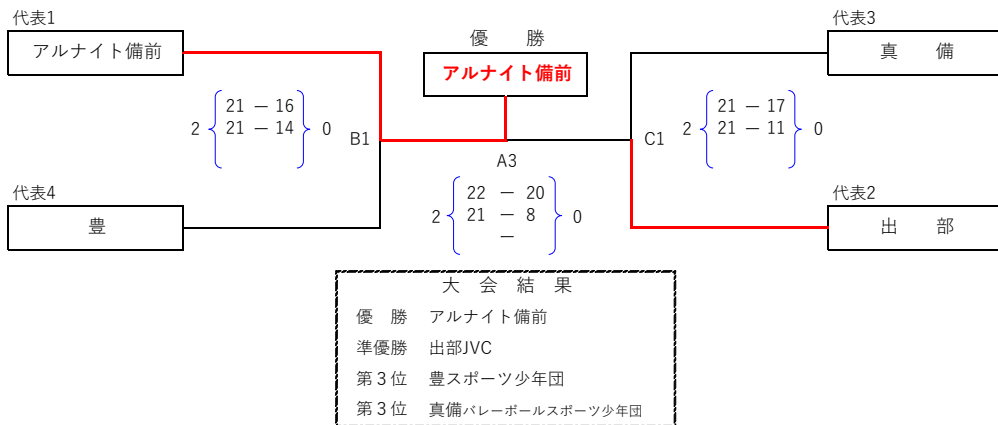 代表1
アルナイト備前
優　勝
アルナイト備前
代表3
真　備
2 21 － 16 0
21 － 14
B1
2 21 － 17 0
21 － 11
C1
A3
2 22 － 20 0
21 － 8
－
代表4
豊
代表2
出　部
大 会 結 果
優　勝　アルナイト備前
準優勝　出部JVC
第３位　豊スポーツ少年団
第３位　真備バレーボールスポーツ少年団